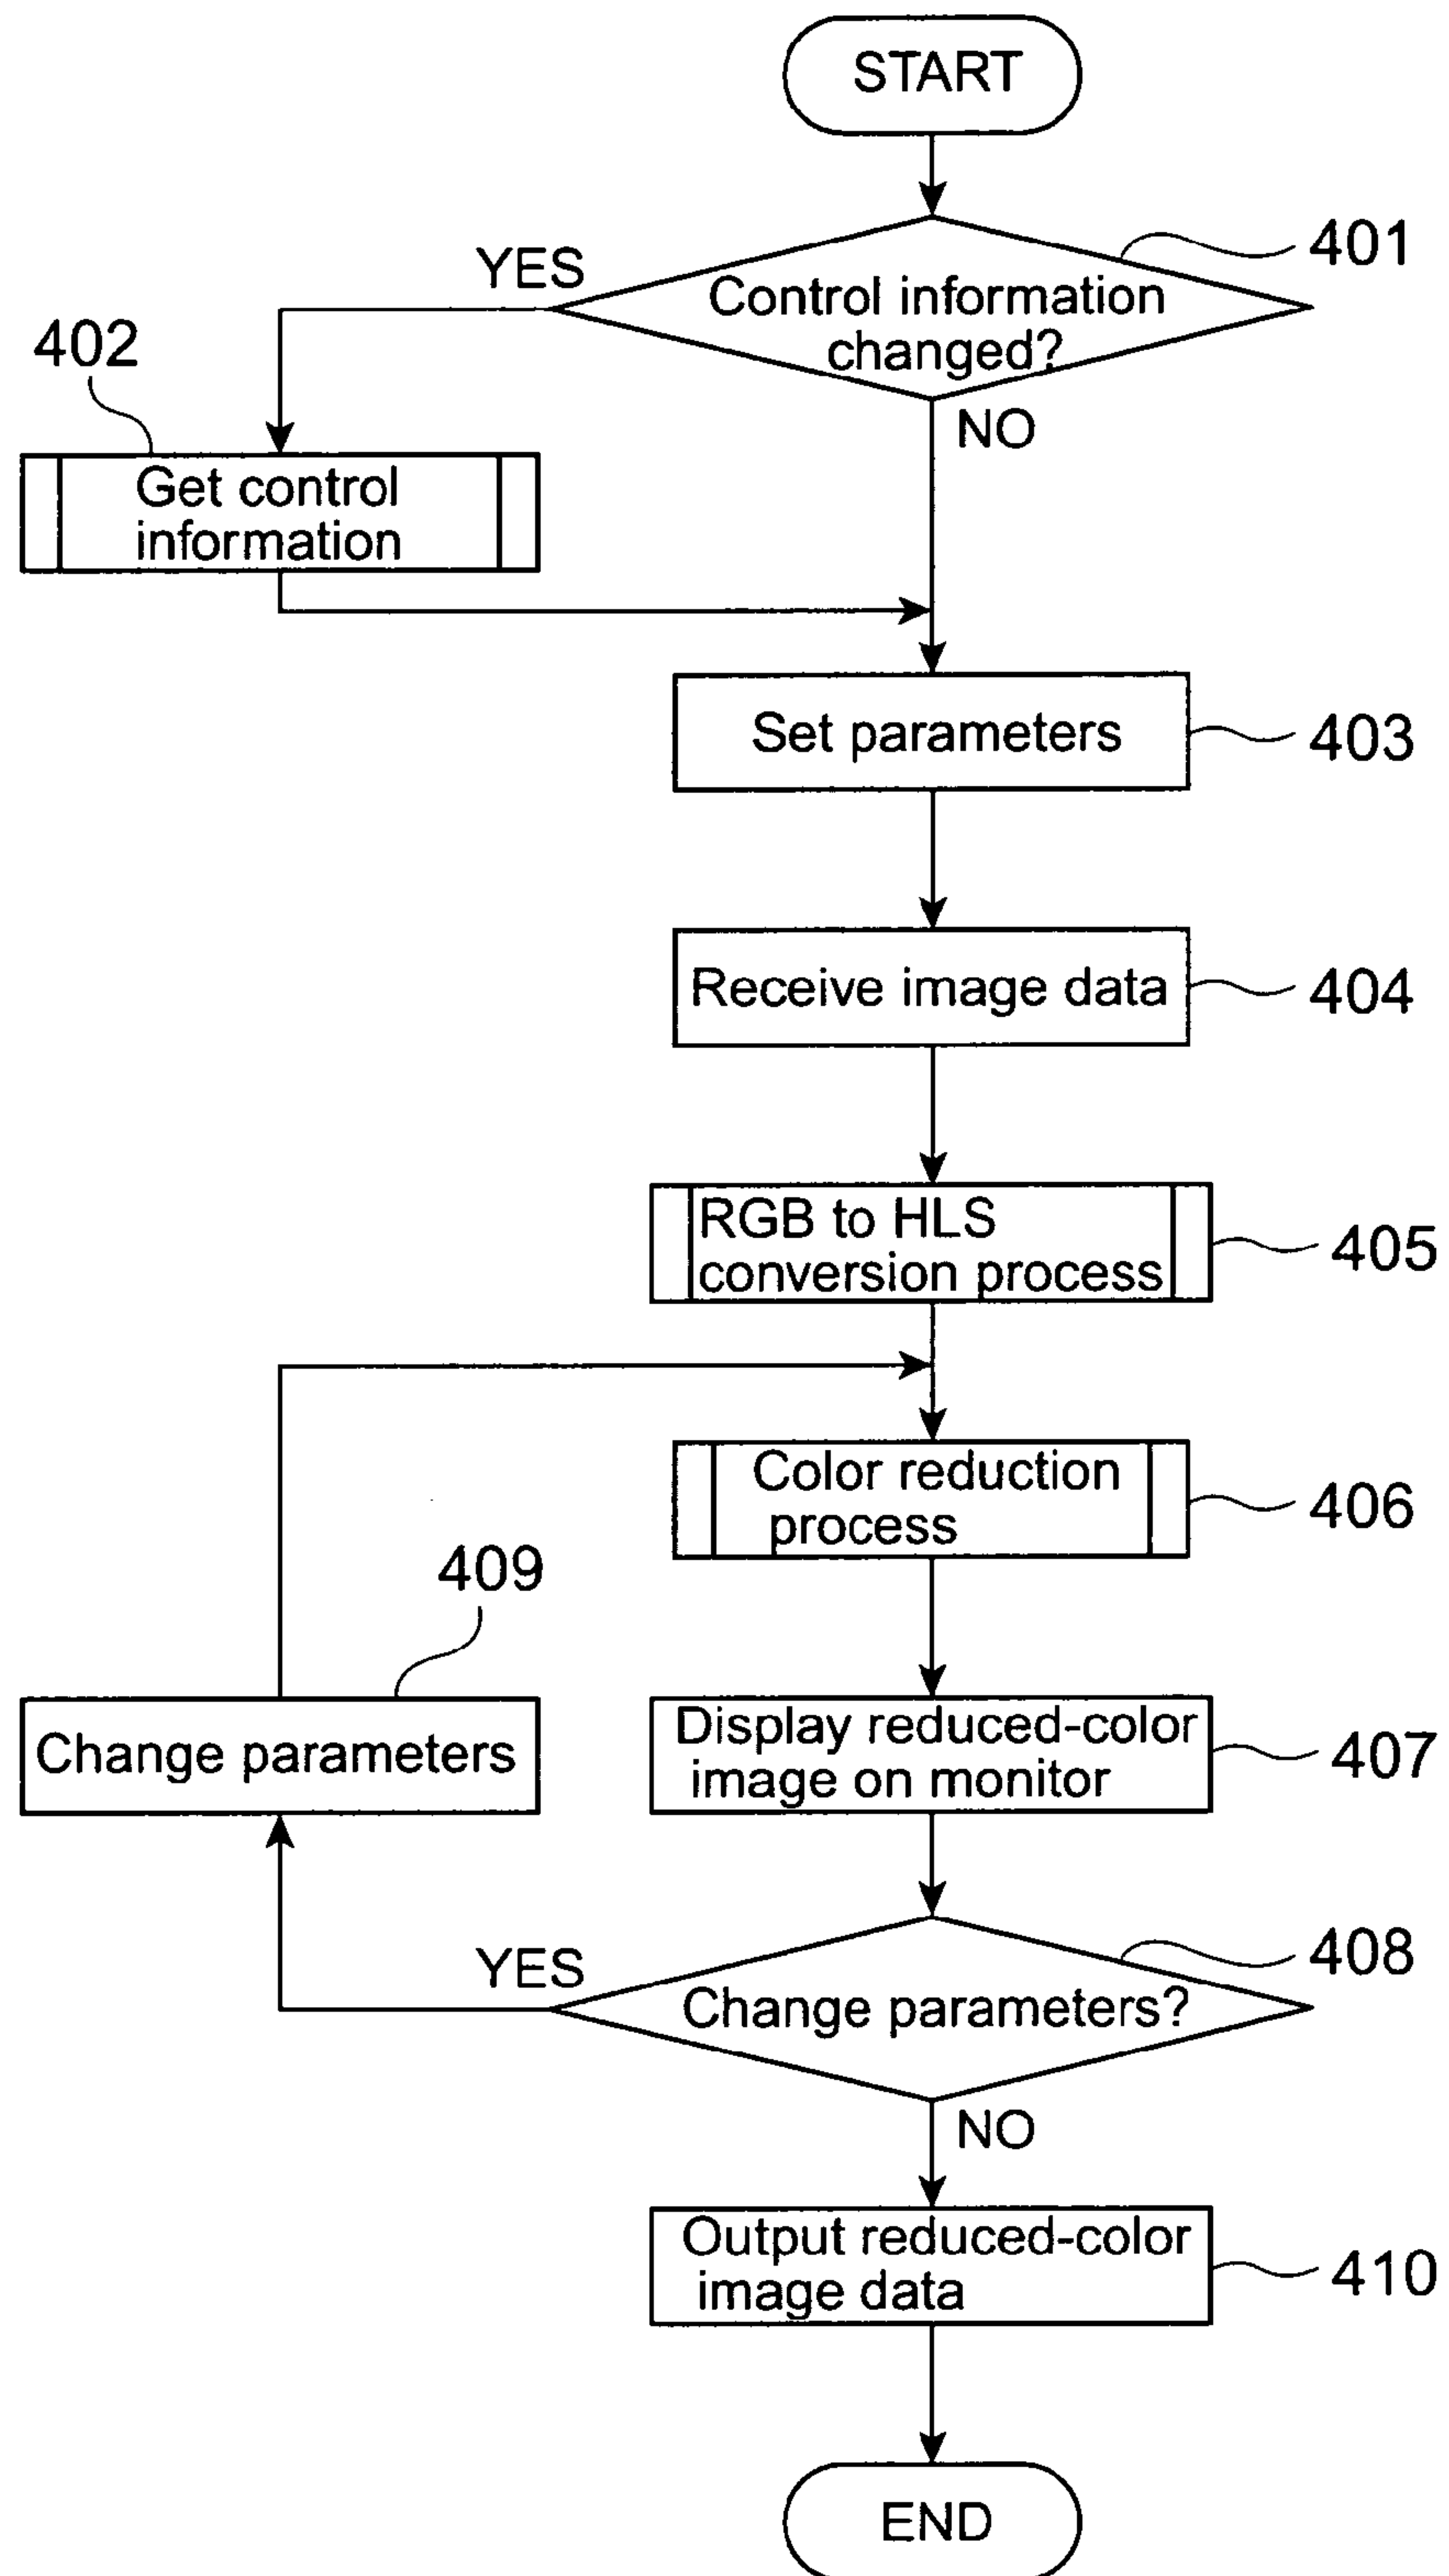 START
401
YES
Control information
changed?
402
NO
Get control
information
Set parameters
403
Receive image data
404
RGB to HLS
conversion process
405
Color reduction
process
406
409
Change parameters
Display reduced-color
image on monitor
407
408
YES
Change parameters?
NO
Output reduced-color
image data
410
END